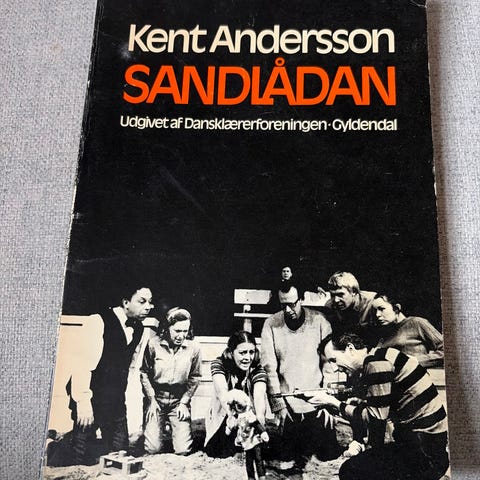 Kent Andersson
SANDLÅDAN
Udgivet af Dansklærerforeningen · Gyldendal